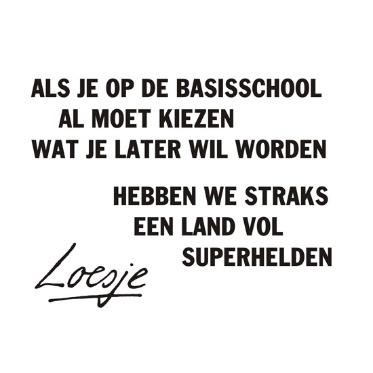 ALS JE OP DE BASISSCHOOL
AL MOET KIEZEN
WAT JE LATER WIL WORDEN
HEBBEN WE STRAKS
EEN LAND VOL
SUPERHELDEN
Loesje